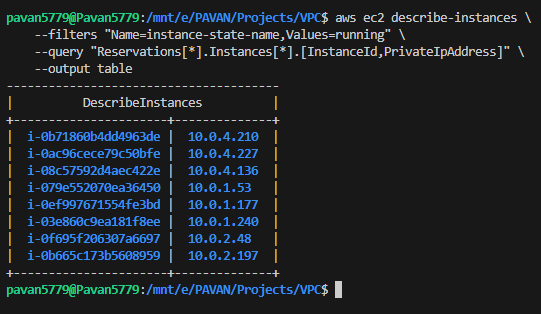 pavan5779@Pavan5779:/mnt/e/PAVAN/Projects/VPC$ aws ec2 describe-instances \
    --filters "Name=instance-state-name,Values=running" \
    --query "Reservations[*].Instances[*].[InstanceId,PrivateIpAddress]" \
    --output table
---------------------------------------
|          DescribeInstances          |
+----------------------+--------------+
|  i-0b71860b4dd4963de |  10.0.4.210  |
|  i-0ac96cece79c50bfe |  10.0.4.227  |
|  i-08c57592d4aec422e |  10.0.4.136  |
|  i-079e552070ea36450 |  10.0.1.53   |
|  i-0ef997671554fe3bd |  10.0.1.177  |
|  i-03e860c9ea181f8ee |  10.0.1.240  |
|  i-0f695f206307a6697 |  10.0.2.48   |
|  i-0b665c173b5608959 |  10.0.2.197  |
+----------------------+--------------+
pavan5779@Pavan5779:/mnt/e/PAVAN/Projects/VPC$